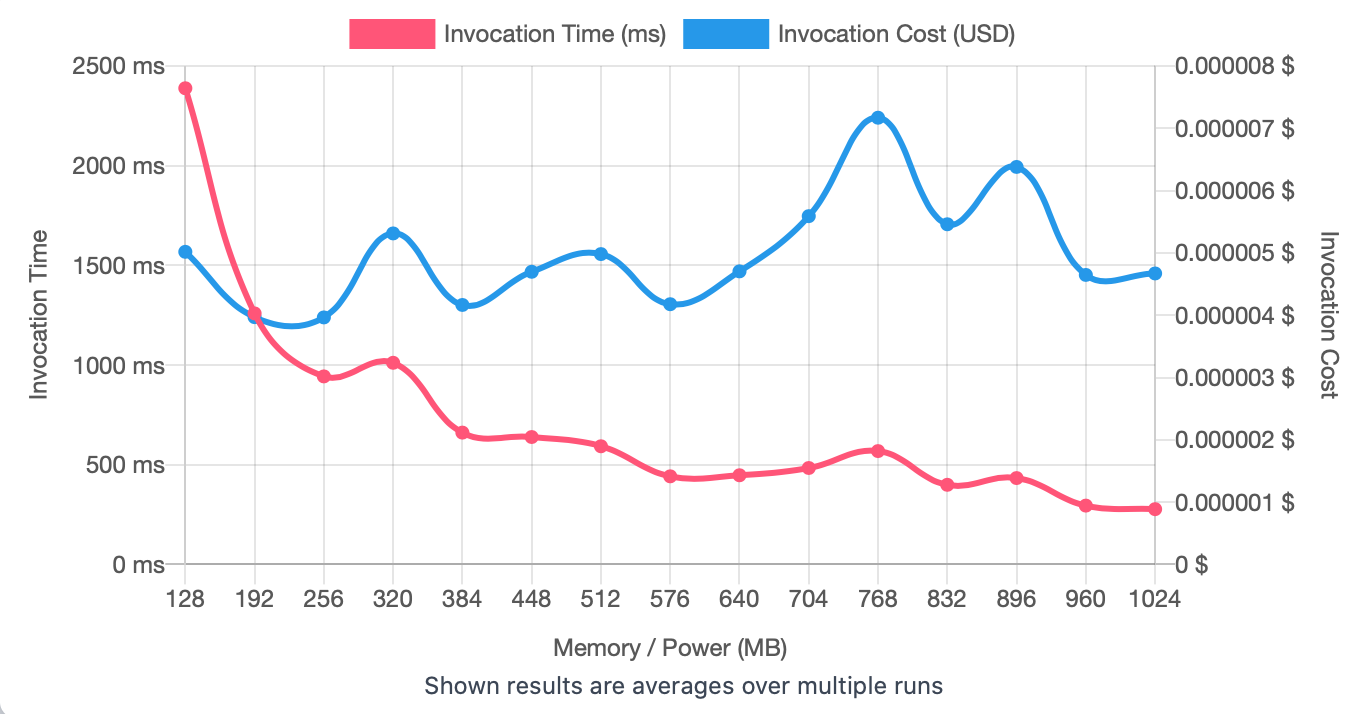 Invocation Time (ms) Invocation Cost (USD)
2500 ms 0.000008 $
0.000007 $
2000 ms
0.000006 $
1500 ms 0.000005 $
0.000004 $
1000 ms
0.000003 $
500 ms 0.000002 $
0.000001 $
0 ms 0 $
Invocation Time
Invocation Cost
128 192 256 320 384 448 512 576 640 704 768 832 896 960 1024
Memory / Power (MB)
Shown results are averages over multiple runs